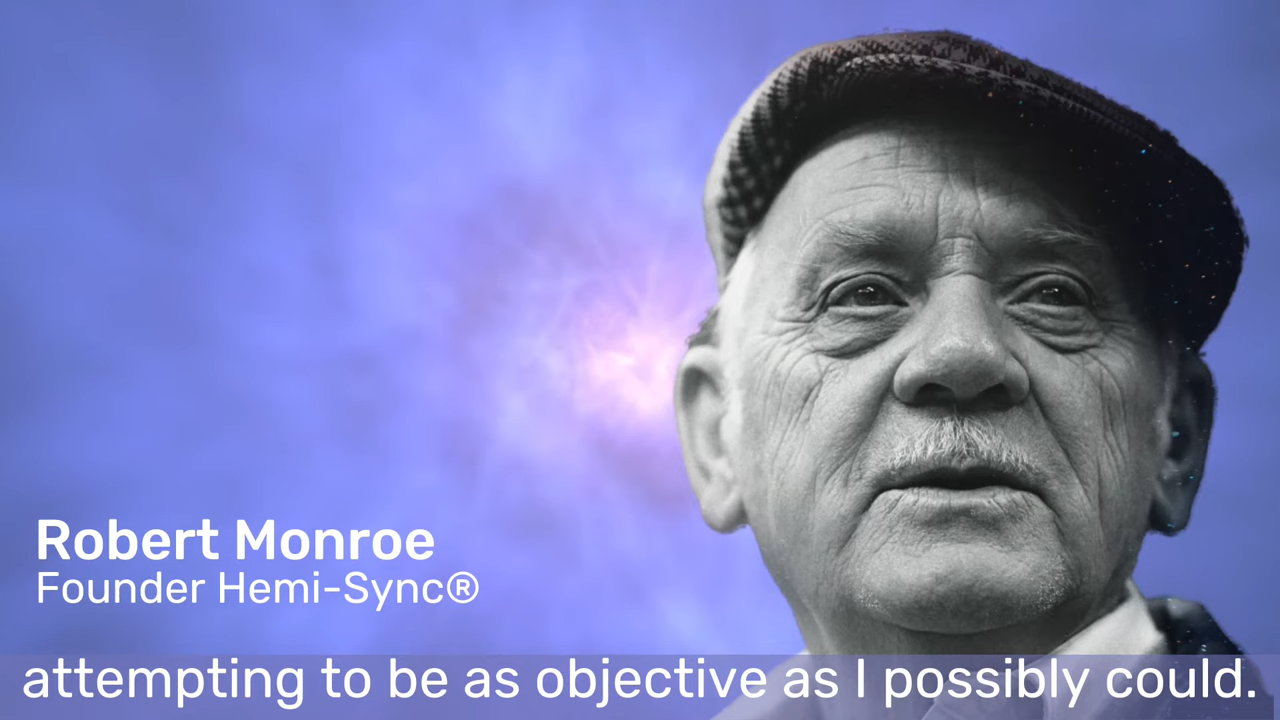 Robert Monroe
Founder Hemi-Sync®
attempting to be as objective as I possibly could.